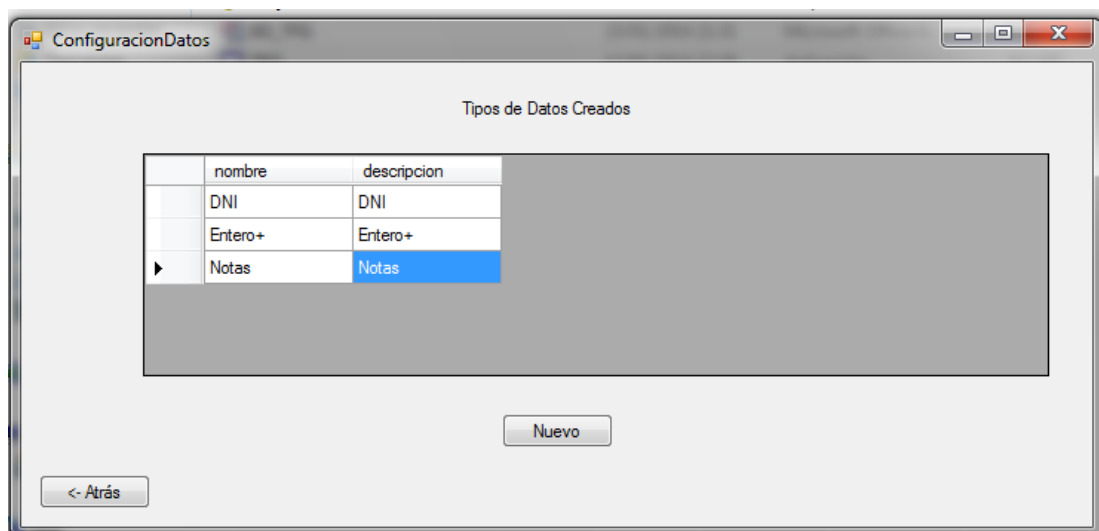 ConfiguracionDatos
Tipos de Datos Creados
nombre descripcion
DNI DNI
Entero+ Entero+
Notas Notas
Nuevo
<- Atrás